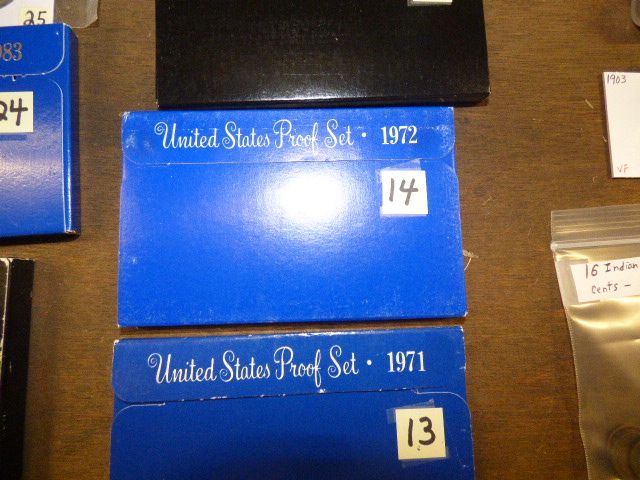 25
83
24
United States Proof Set · 1972
14
United States Proof Set · 1971
13
1903
VF
16 Indian
Cents -